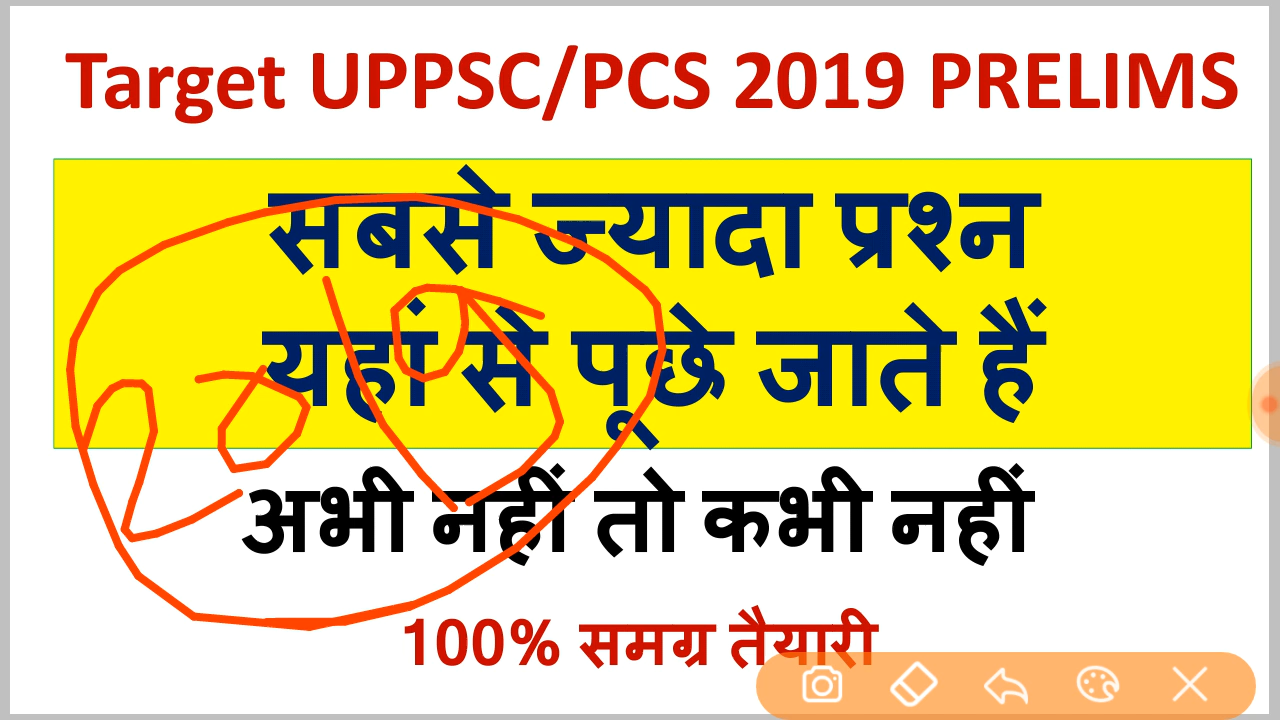 Target UPPSC/PCS 2019 PRELIMS
सबसे ज्यादा प्रश्न
यहां से पूछे जाते हैं
अभी नहीं तो कभी नहीं
100% समग्र तैयारी